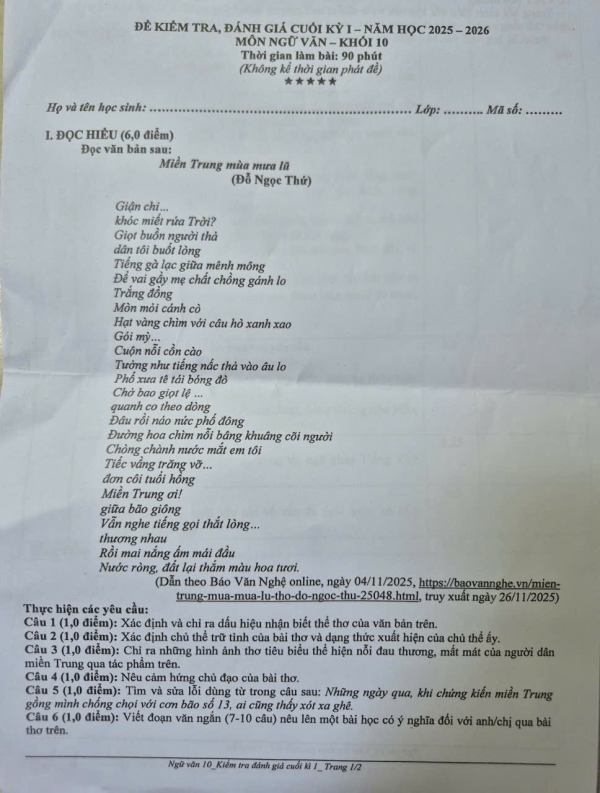 ĐỀ KIỂM TRA, ĐÁNH GIÁ CUỐI KỲ I – NĂM HỌC 2025 – 2026
MÔN NGỮ VĂN – KHỐI 10
Thời gian làm bài: 90 phút
(Không kể thời gian phát đề)
★★★★★
Họ và tên học sinh: .......................................................... Lớp: .......... Mã số: .........
I. ĐỌC HIỂU (6,0 điểm)
Đọc văn bản sau:
Miền Trung mùa mưa lũ
(Đỗ Ngọc Thứ)
Giận chi...
khóc miết rứa Trời?
Giọt buồn người thả
dân tôi buốt lòng
Tiếng gà lạc giữa mênh mông
Để vai gầy mẹ chất chồng gánh lo
Trắng đồng
Mòn mỏi cánh cò
Hạt vàng chìm với câu hò xanh xao
Gói mỳ...
Cuộn nỗi cồn cào
Tưởng như tiếng nấc thả vào âu lo
Phố xưa tê tái bóng đò
Chở bao giọt lệ ...
quanh co theo dòng
Đâu rồi náo nức phố đông
Đường hoa chìm nỗi bâng khuâng cõi người
Chòng chành nước mắt em tôi
Tiếc vầng trăng vỡ...
đơn côi tuổi hồng
Miền Trung ơi!
giữa bão giông
Vẫn nghe tiếng gọi thắt lòng...
thương nhau
Rồi mai nắng ấm mái đầu
Nước ròng, đất lại thắm màu hoa tươi.
(Dẫn theo Báo Văn Nghệ online, ngày 04/11/2025, https://baovannghe.vn/mien-
trung-mua-mua-lu-tho-do-ngoc-thu-25048.html, truy xuất ngày 26/11/2025)
Thực hiện các yêu cầu:
Câu 1 (1,0 điểm): Xác định và chỉ ra dấu hiệu nhận biết thể thơ của văn bản trên.
Câu 2 (1,0 điểm): Xác định chủ thể trữ tình của bài thơ và dạng thức xuất hiện của chủ thể ấy.
Câu 3 (1,0 điểm): Chỉ ra những hình ảnh thơ tiêu biểu thể hiện nỗi đau thương, mất mát của người dân
miền Trung qua tác phẩm trên.
Câu 4 (1,0 điểm): Nêu cảm hứng chủ đạo của bài thơ.
Câu 5 (1,0 điểm): Tìm và sửa lỗi dùng từ trong câu sau: Những ngày qua, khi chứng kiến miền Trung
gồng mình chống chọi với cơn bão số 13, ai cũng thấy xót xa ghê.
Câu 6 (1,0 điểm): Viết đoạn văn ngắn (7-10 câu) nêu lên một bài học có ý nghĩa đối với anh/chị qua bài
thơ trên.
Ngữ văn 10_Kiểm tra đánh giá cuối kì 1_ Trang 1/2